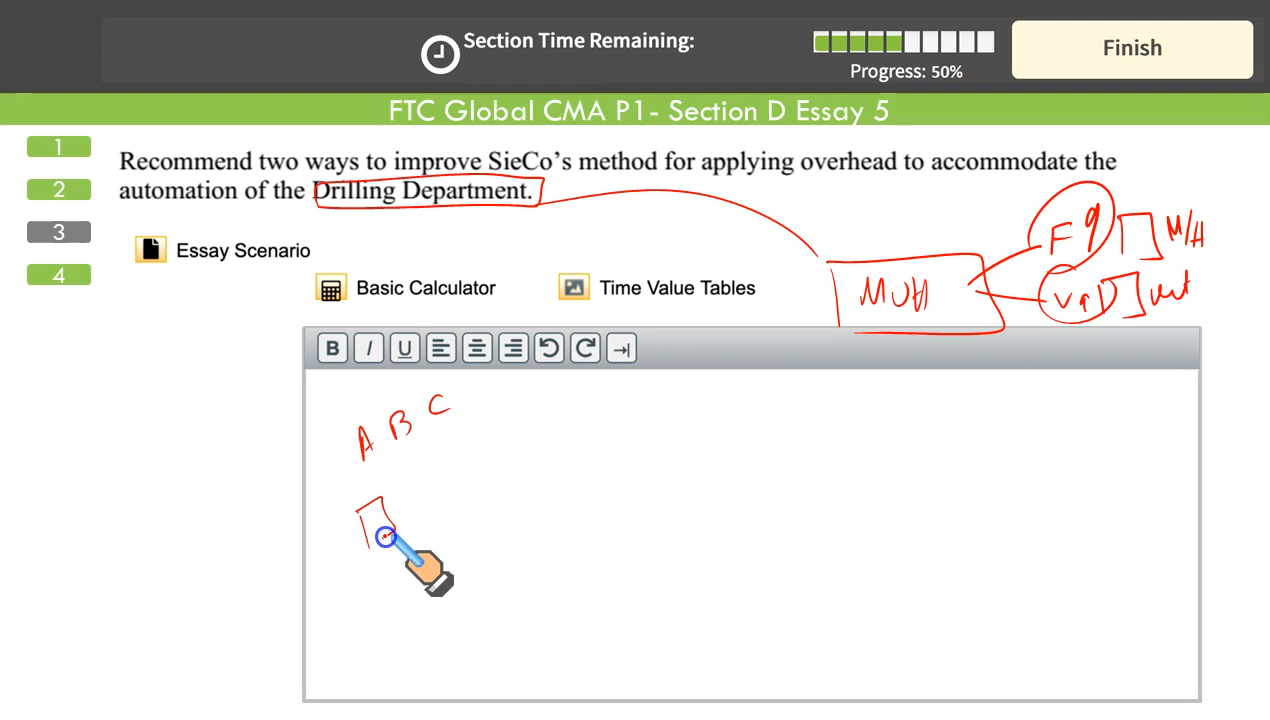 Section Time Remaining:
Progress: 50%
Finish
FTC Global CMA P1- Section D Essay 5
1
2
3
4
Recommend two ways to improve SieCo's method for applying overhead to accommodate the
automation of the Drilling Department.
Essay Scenario
Basic Calculator
Time Value Tables
MOH
M/H
B I U
A B C